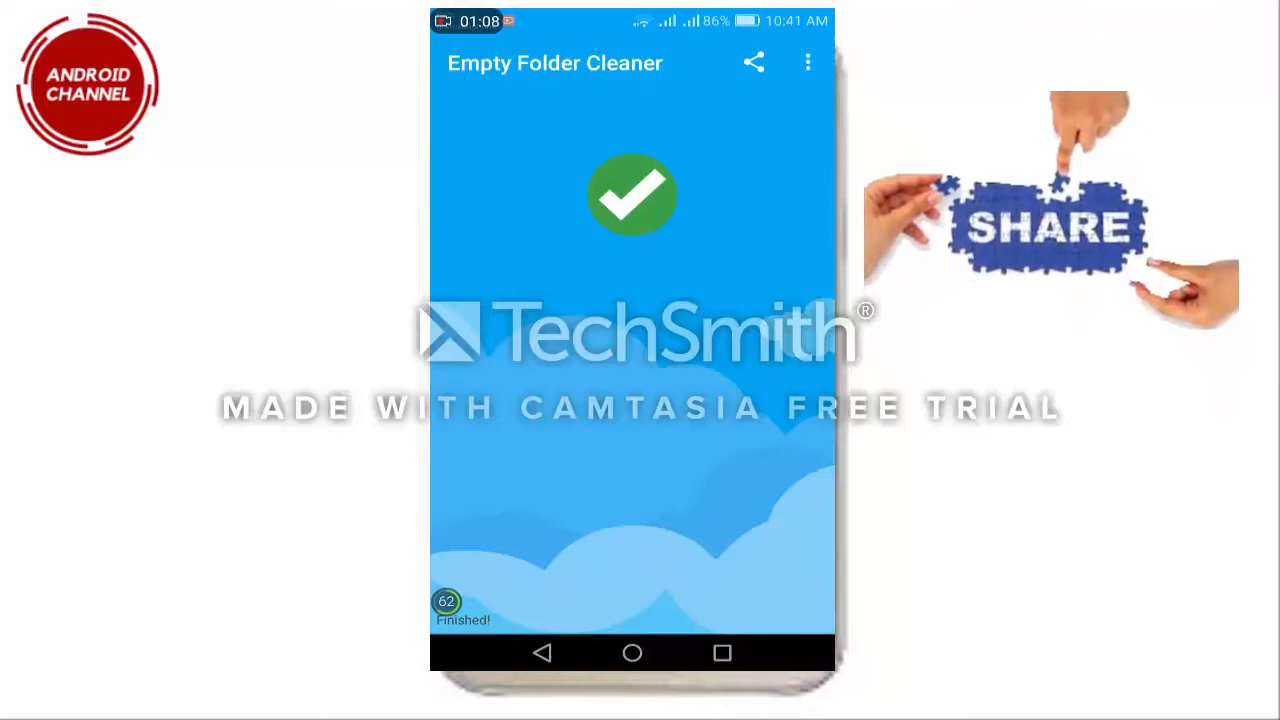 ANDROID
CHANNEL
01:08
86%
10:41 AM
Empty Folder Cleaner
SHARE
TechSmith®
MADE WITH CAMTASIA FREE TRIAL
62
Finished!